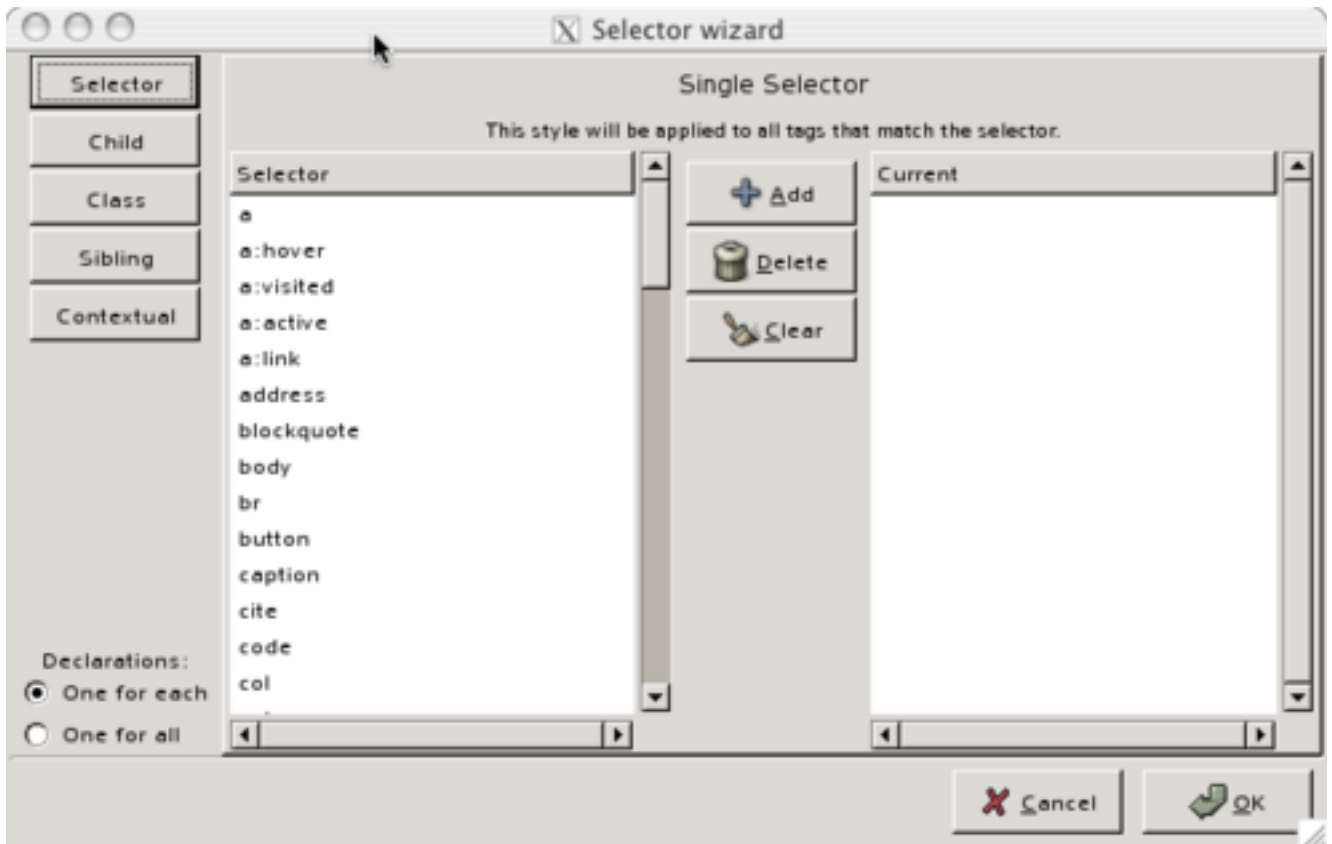 Selector wizard
Selector
Child
Class
Sibling
Contextual
Declarations:
One for each
One for all
Single Selector
This style will be applied to all tags that match the selector.
Selector
a
a:hover
a:visited
a:active
a:link
address
blockquote
body
br
button
caption
cite
code
col
Add
Delete
Clear
Current
Cancel
OK